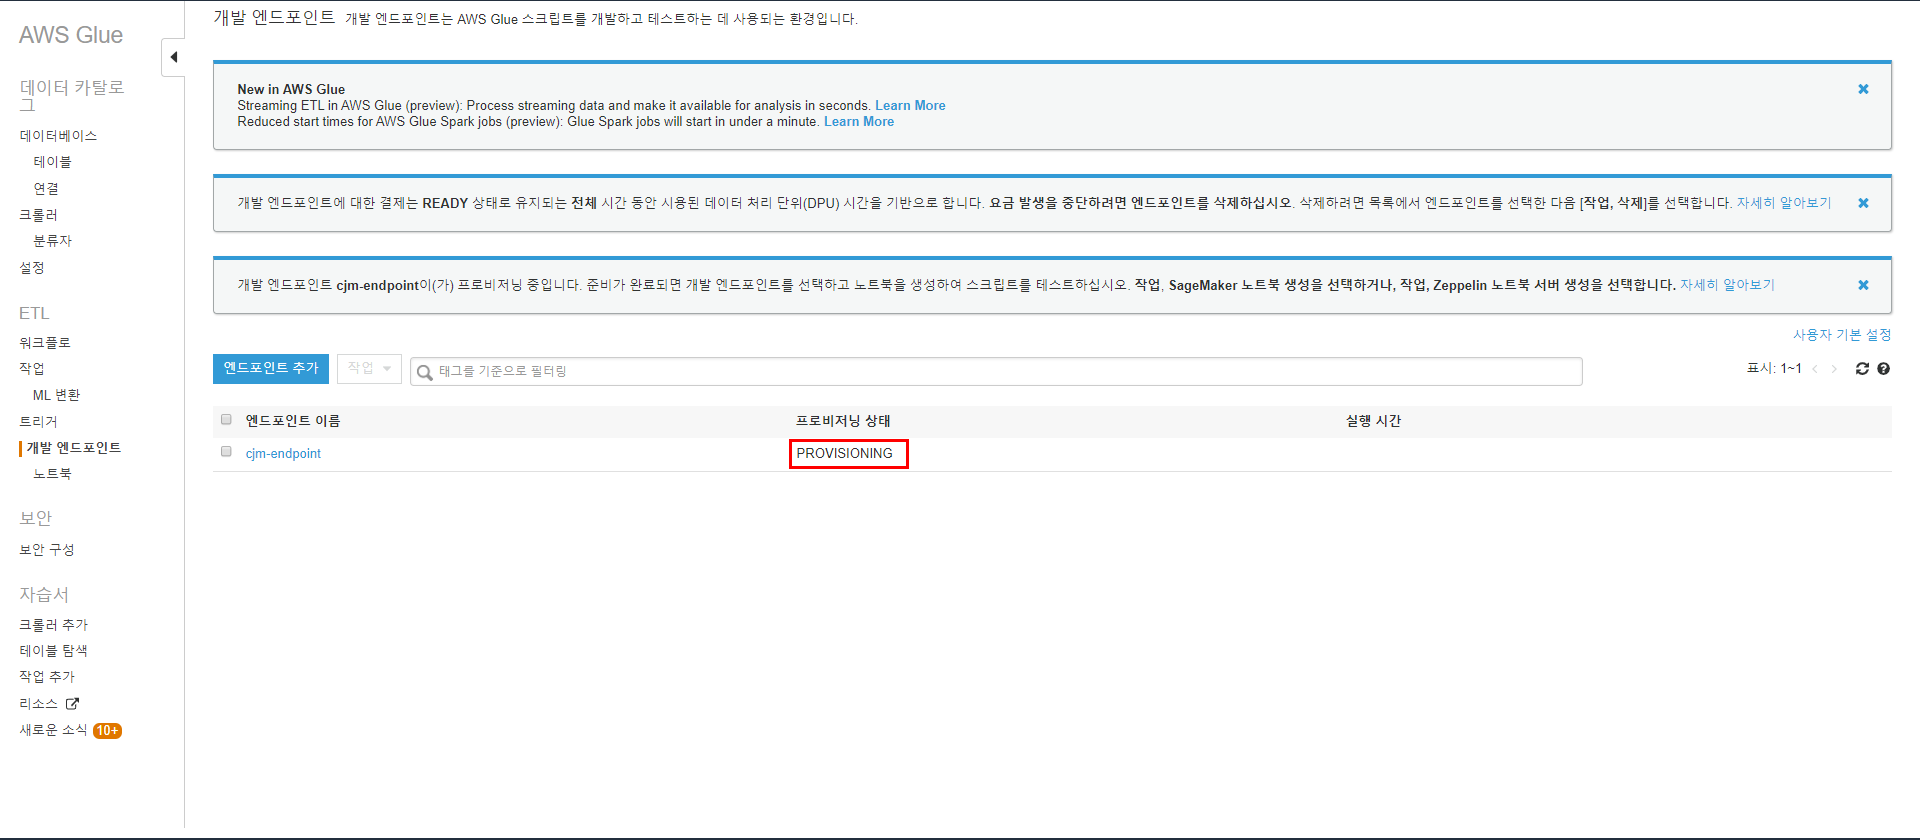 AWS Glue
데이터 카탈로
그
데이터베이스
테이블
연결
크롤러
분류자
설정
ETL
워크플로
작업
ML 변환
트리거
개발 엔드포인트
노트북
보안
보안 구성
자습서
크롤러 추가
테이블 탐색
작업 추가
리소스
새로운 소식 10+
개발 엔드포인트 개발 엔드포인트는 AWS Glue 스크립트를 개발하고 테스트하는 데 사용되는 환경입니다.
New in AWS Glue
Streaming ETL in AWS Glue (preview): Process streaming data and make it available for analysis in seconds. Learn More
Reduced start times for AWS Glue Spark jobs (preview): Glue Spark jobs will start in under a minute. Learn More
개발 엔드포인트에 대한 결제는 READY 상태로 유지되는 전체 시간 동안 사용된 데이터 처리 단위(DPU) 시간을 기반으로 합니다. 요금 발생을 중단하려면 엔드포인트를 삭제하십시오. 삭제하려면 목록에서 엔드포인트를 선택한 다음 [작업, 삭제]를 선택합니다. 자세히 알아보기
개발 엔드포인트 cjm-endpoint이(가) 프로비저닝 중입니다. 준비가 완료되면 개발 엔드포인트를 선택하고 노트북을 생성하여 스크립트를 테스트하십시오. 작업, SageMaker 노트북 생성을 선택하거나, 작업, Zeppelin 노트북 서버 생성을 선택합니다. 자세히 알아보기
사용자 기본 설정
엔드포인트 추가 작업 태그를 기준으로 필터링 표시: 1~1
엔드포인트 이름 프로비저닝 상태 실행 시간
cjm-endpoint PROVISIONING